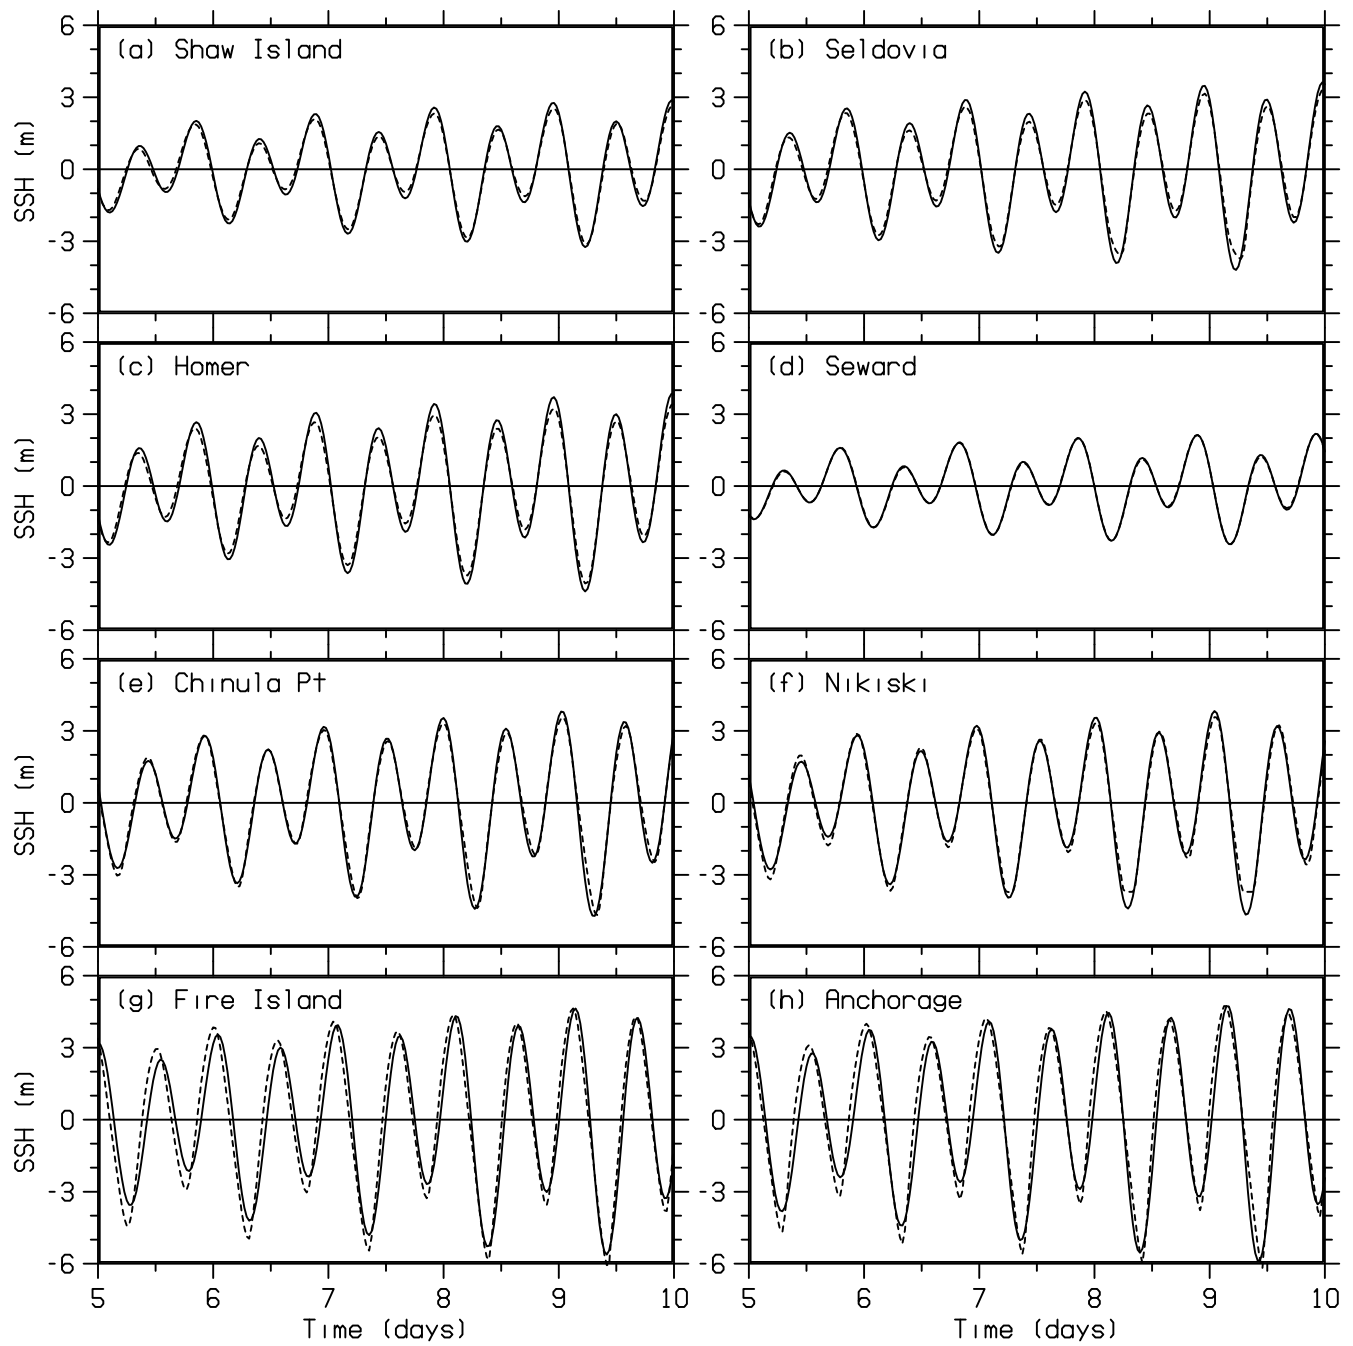 6
(a) Shaw Island
3
0
-3
-6
SSH (m)
6
(b) Seldovia
3
0
-3
-6
6
(c) Homer
3
0
-3
-6
SSH (m)
6
(d) Seward
3
0
-3
-6
6
(e) Chinula Pt
3
0
-3
-6
SSH (m)
6
(f) Nikiski
3
0
-3
-6
6
(g) Fire Island
3
0
-3
-6
SSH (m)
5 6 7 8 9 10
Time (days)
6
(h) Anchorage
3
0
-3
-6
5 6 7 8 9 10
Time (days)